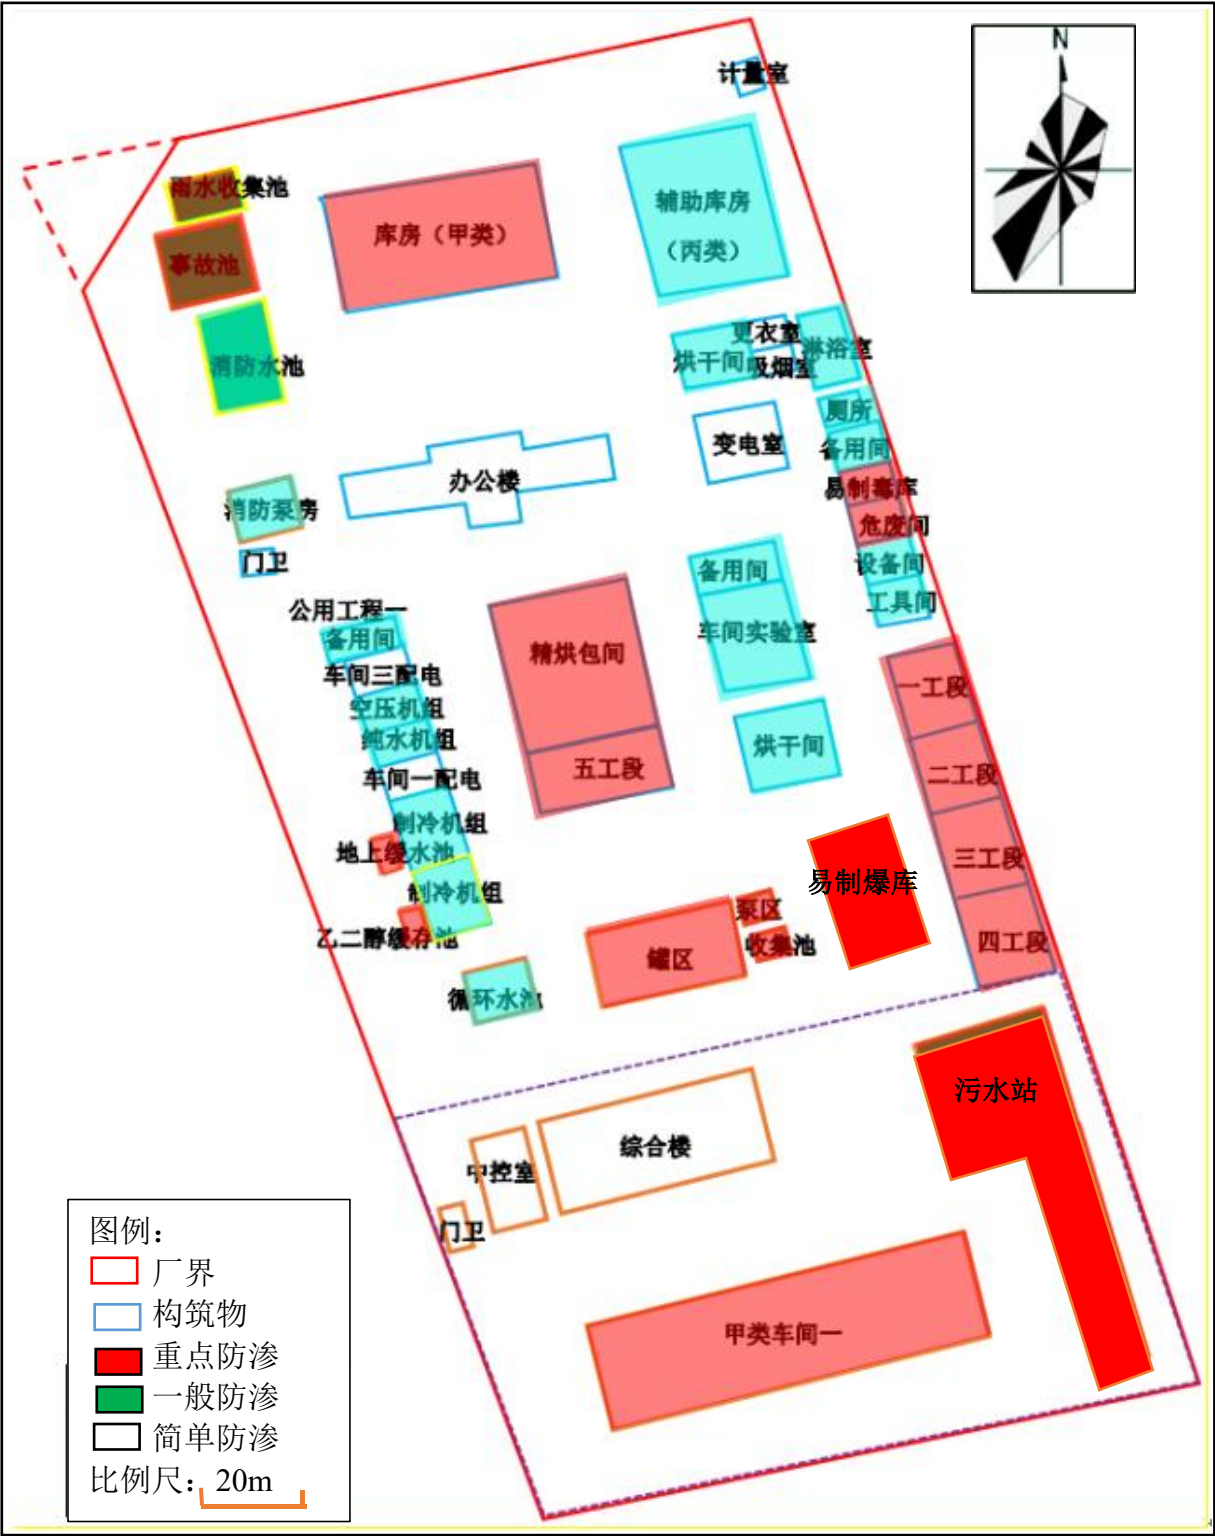 N
计量室
雨水收集池
事故池
库房（甲类）
辅助库房
（丙类）
消防水池
更衣室
淋浴室
烘干间
吸烟室
厕所
变电室
备用间
办公楼
易制毒库
消防泵房
危废间
门卫
设备间
备用间
工具间
公用工程一
备用间
车间实验室
精烘包间
车间三配电
一工段
空压机组
纯水机组
烘干间
五工段
二工段
车间一配电
制冷机组
地上缓水池
三工段
易制爆库
制冷机组
泵区
乙二醇缓存池
收集池
四工段
罐区
循环水池
污水站
综合楼
中控室
门卫
甲类车间一
图例：
厂界
构筑物
重点防渗
一般防渗
简单防渗
比例尺：20m